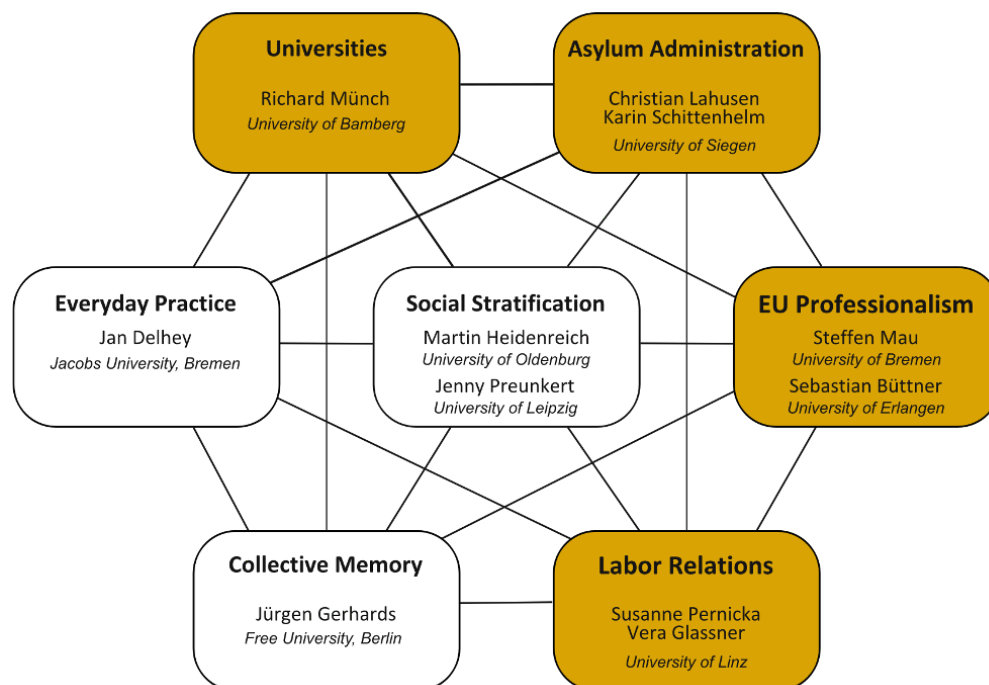 Universities
Richard Münch
University of Bamberg
Asylum Administration
Christian Lahusen
Karin Schittenhelm
University of Siegen
Everyday Practice
Jan Delhey
Jacobs University, Bremen
Social Stratification
Martin Heidenreich
University of Oldenburg
Jenny Preunkert
University of Leipzig
EU Professionalism
Steffen Mau
University of Bremen
Sebastian Büttner
University of Erlangen
Collective Memory
Jürgen Gerhards
Free University, Berlin
Labor Relations
Susanne Pernicka
Vera Glassner
University of Linz